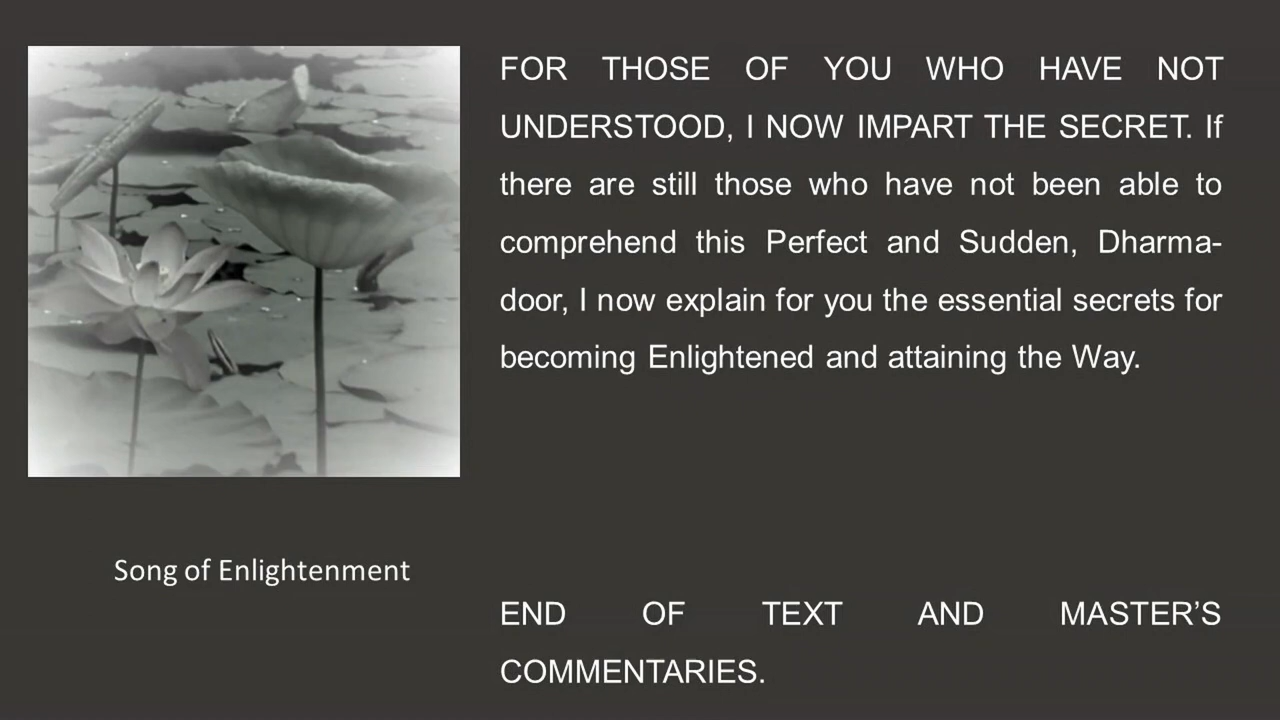 FOR THOSE OF YOU WHO HAVE NOT
UNDERSTOOD, I NOW IMPART THE SECRET. If
there are still those who have not been able to
comprehend this Perfect and Sudden, Dharma-
door, I now explain for you the essential secrets for
becoming Enlightened and attaining the Way.
Song of Enlightenment
END OF TEXT AND MASTER’S
COMMENTARIES.